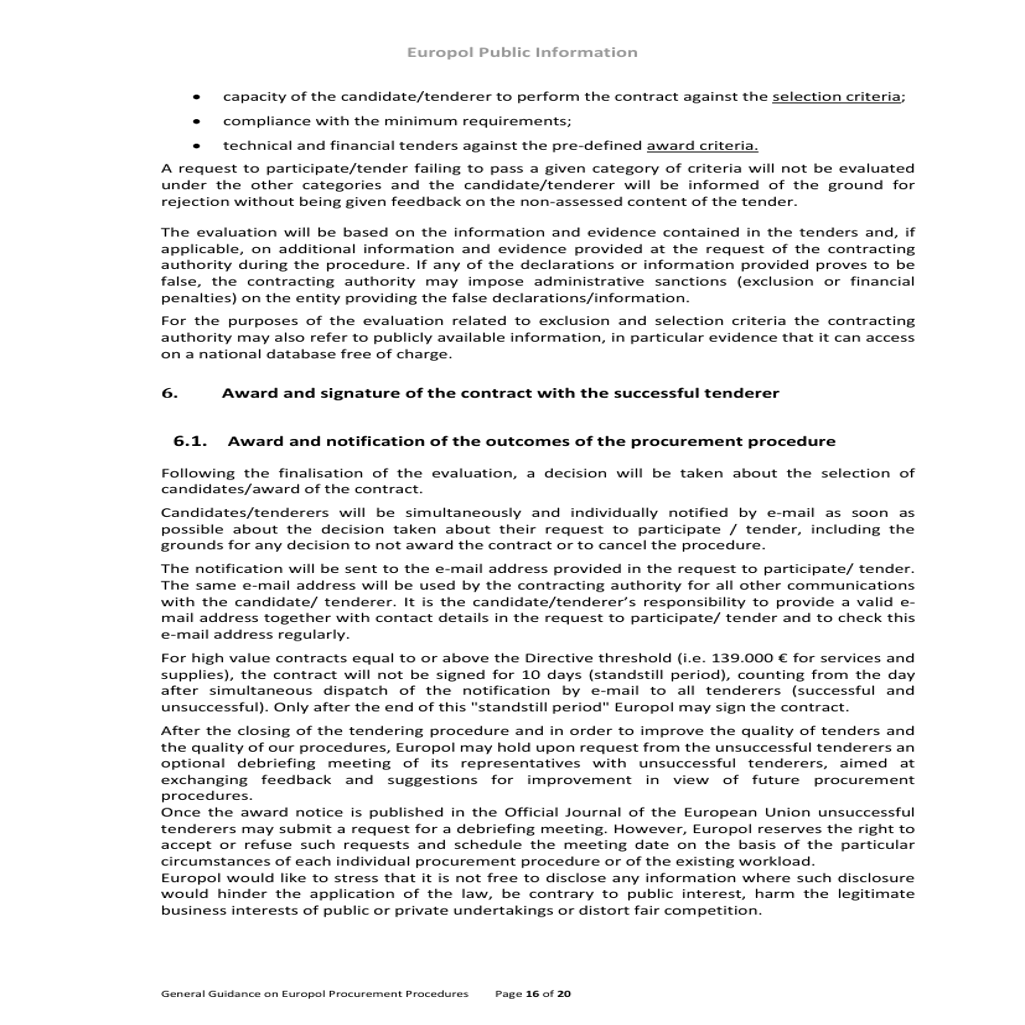 Europol Public Information
• capacity of the candidate/tenderer to perform the contract against the selection criteria;
• compliance with the minimum requirements;
• technical and financial tenders against the pre-defined award criteria.
A request to participate/tender failing to pass a given category of criteria will not be evaluated
under the other categories and the candidate/tenderer will be informed of the ground for
rejection without being given feedback on the non-assessed content of the tender.
The evaluation will be based on the information and evidence contained in the tenders and, if
applicable, on additional information and evidence provided at the request of the contracting
authority during the procedure. If any of the declarations or information provided proves to be
false, the contracting authority may impose administrative sanctions (exclusion or financial
penalties) on the entity providing the false declarations/information.
For the purposes of the evaluation related to exclusion and selection criteria the contracting
authority may also refer to publicly available information, in particular evidence that it can access
on a national database free of charge.
6. Award and signature of the contract with the successful tenderer
6.1. Award and notification of the outcomes of the procurement procedure
Following the finalisation of the evaluation, a decision will be taken about the selection of
candidates/award of the contract.
Candidates/tenderers will be simultaneously and individually notified by e-mail as soon as
possible about the decision taken about their request to participate / tender, including the
grounds for any decision to not award the contract or to cancel the procedure.
The notification will be sent to the e-mail address provided in the request to participate/ tender.
The same e-mail address will be used by the contracting authority for all other communications
with the candidate/ tenderer. It is the candidate/tenderer's responsibility to provide a valid e-
mail address together with contact details in the request to participate/ tender and to check this
e-mail address regularly.
For high value contracts equal to or above the Directive threshold (i.e. 139.000 € for services and
supplies), the contract will not be signed for 10 days (standstill period), counting from the day
after simultaneous dispatch of the notification by e-mail to all tenderers (successful and
unsuccessful). Only after the end of this "standstill period" Europol may sign the contract.
After the closing of the tendering procedure and in order to improve the quality of tenders and
the quality of our procedures, Europol may hold upon request from the unsuccessful tenderers an
optional debriefing meeting of its representatives with unsuccessful tenderers, aimed at
exchanging feedback and suggestions for improvement in view of future procurement
procedures.
Once the award notice is published in the Official Journal of the European Union unsuccessful
tenderers may submit a request for a debriefing meeting. However, Europol reserves the right to
accept or refuse such requests and schedule the meeting date on the basis of the particular
circumstances of each individual procurement procedure or of the existing workload.
Europol would like to stress that it is not free to disclose any information where such disclosure
would hinder the application of the law, be contrary to public interest, harm the legitimate
business interests of public or private undertakings or distort fair competition.
General Guidance on Europol Procurement Procedures Page 16 of 20